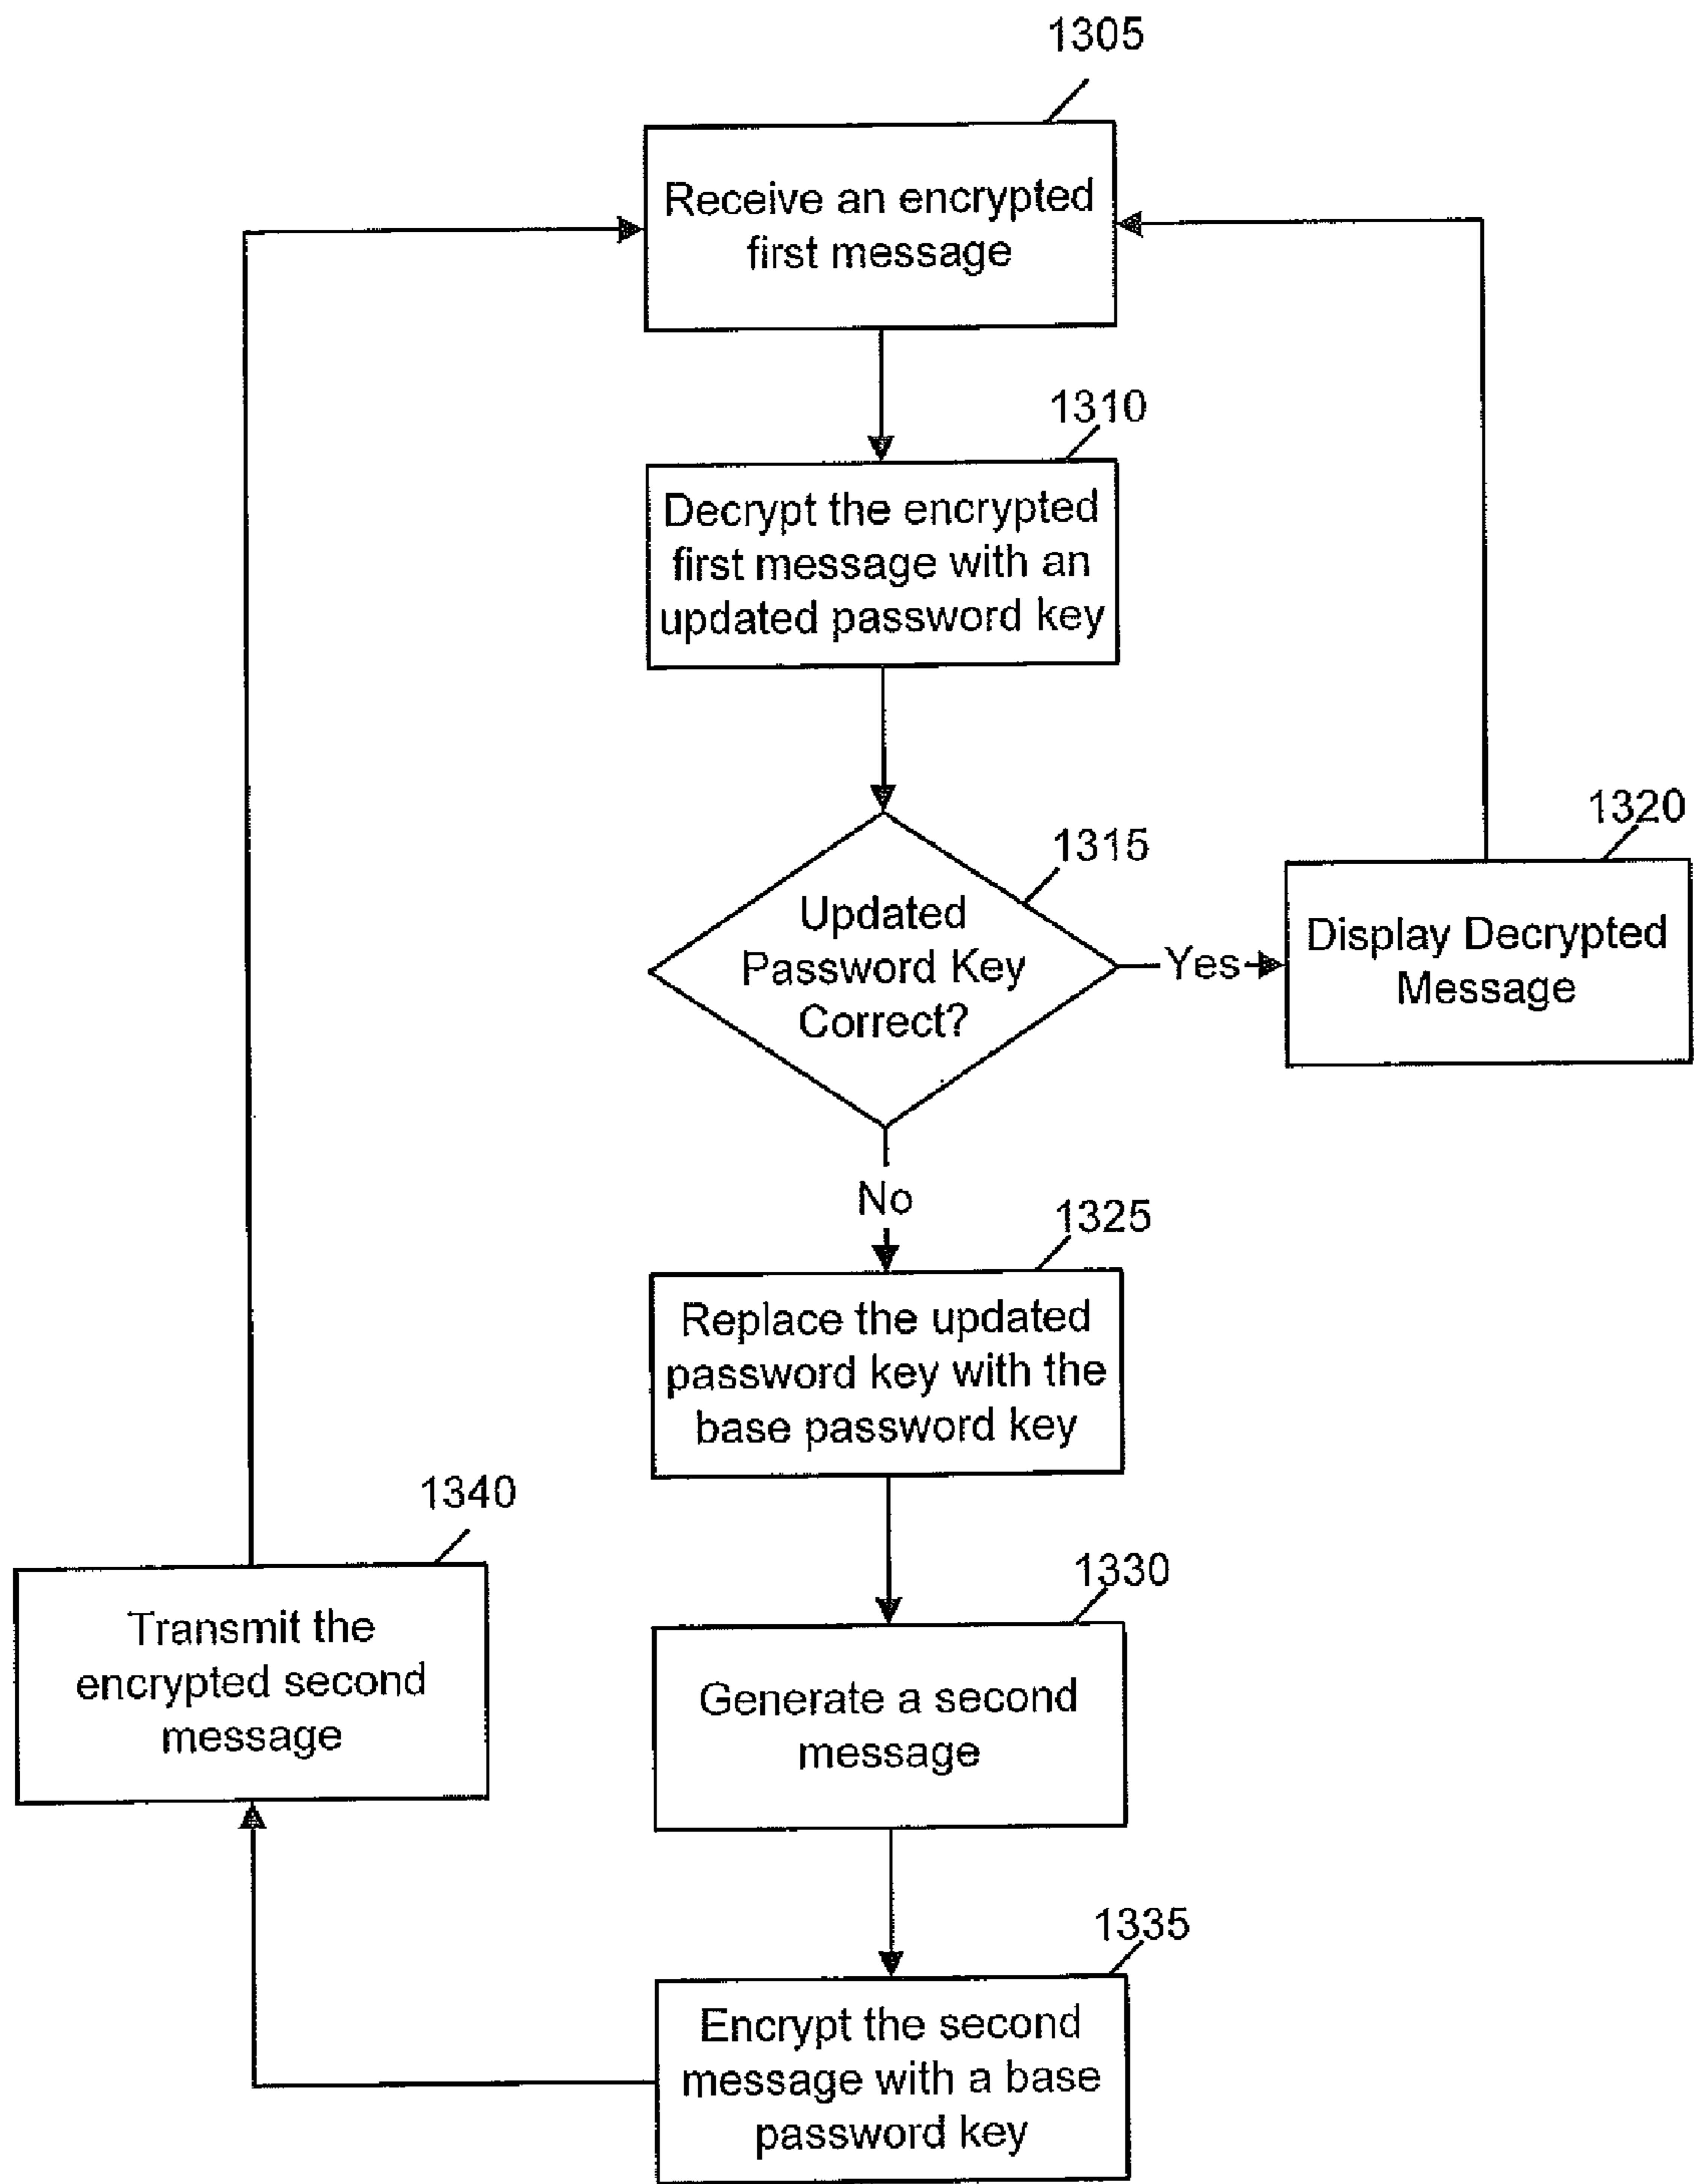 1305
Receive an encrypted
first message
1310
Decrypt the encrypted
first message with an
updated password key
1315
Updated
Password Key
Correct?
Yes
1320
Display Decrypted
Message
No
1325
Replace the updated
password key with the
base password key
1340
Transmit the
encrypted second
message
1330
Generate a second
message
1335
Encrypt the second
message with a base
password key